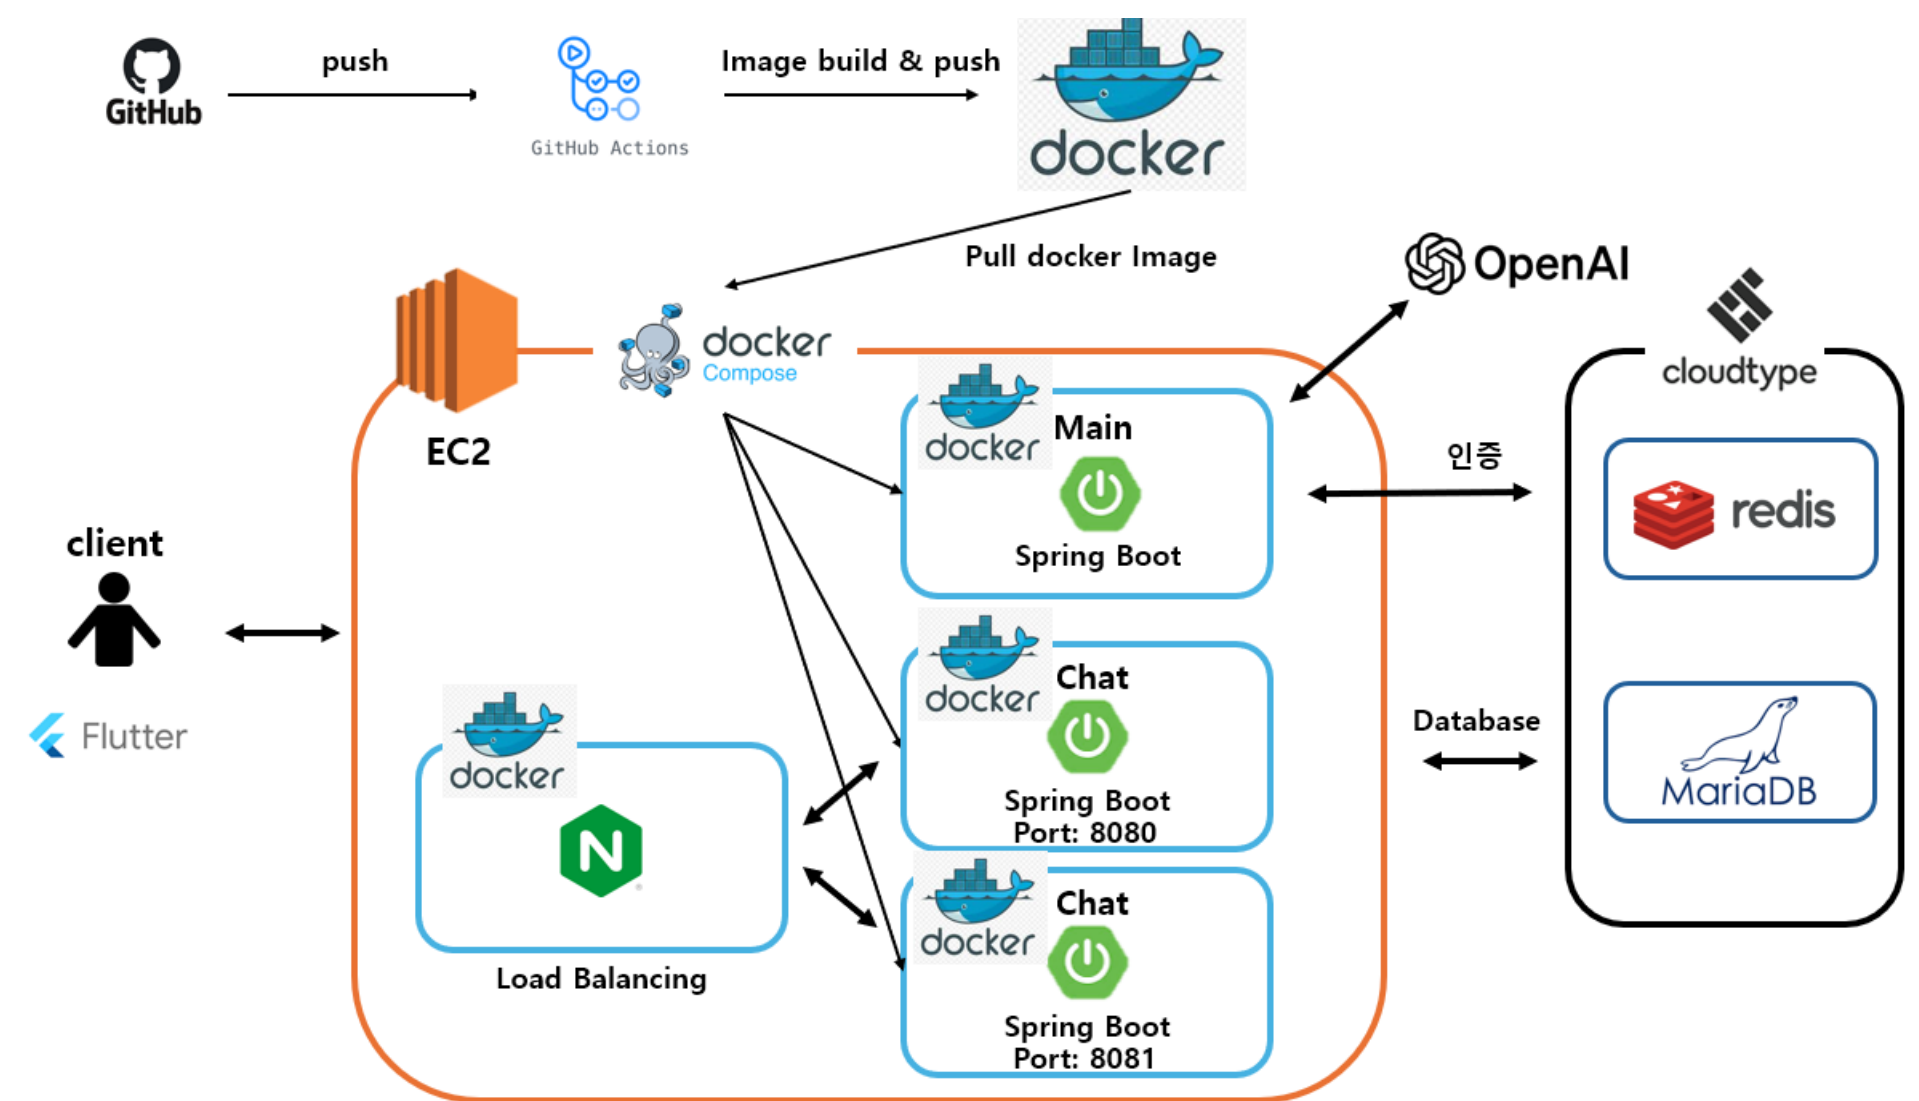 GitHub
push
GitHub Actions
Image build & push
docker
Pull docker Image
OpenAI
cloudtype
EC2
docker
Compose
docker
Main
Spring Boot
인증
redis
client
Flutter
docker
Chat
Spring Boot
Port: 8080
Database
MariaDB
docker
N
Load Balancing
docker
Chat
Spring Boot
Port: 8081